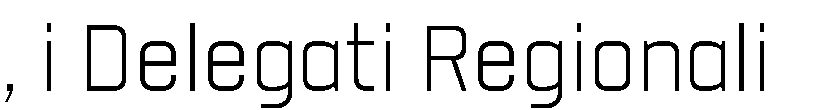 , i Delegati Regionali